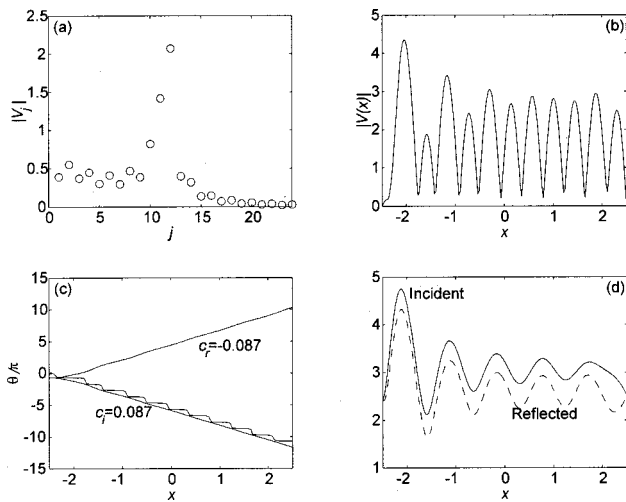 (a)
2.5
2
1.5
1
0.5
0
|V_j|
0 5 10 15 20
j
(b)
5
4
3
2
1
0
|V(x)|
-2 -1 0 1 2
x
(c)
15
10
5
0
-5
-10
-15
θ/π
c_r=-0.087
c_i=0.087
-2 -1 0 1 2
x
(d)
5
4
3
2
1
Incident
Reflected
-2 -1 0 1 2
x